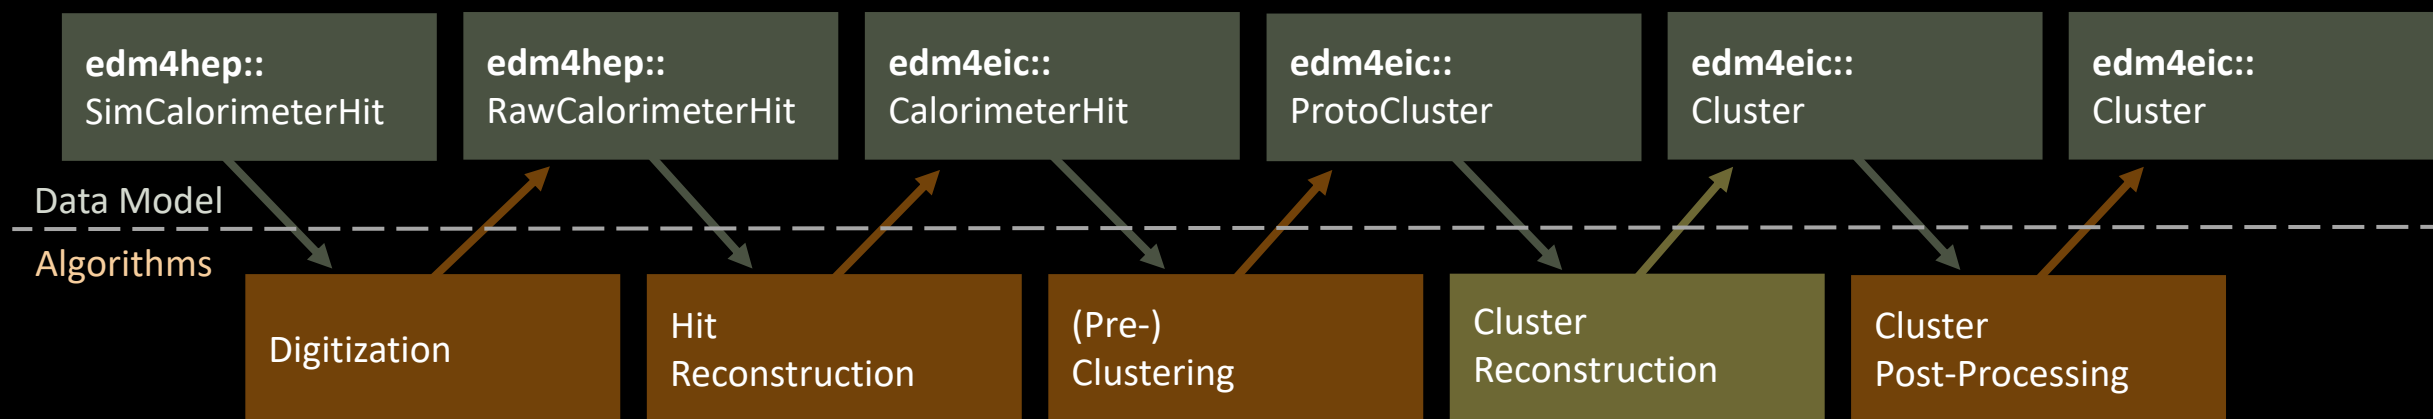 edm4hep::
SimCalorimeterHit
edm4hep::
RawCalorimeterHit
edm4eic::
CalorimeterHit
edm4eic::
ProtoCluster
edm4eic::
Cluster
edm4eic::
Cluster
Data Model
Algorithms
Digitization
Hit
Reconstruction
(Pre-)
Clustering
Cluster
Reconstruction
Cluster
Post-Processing